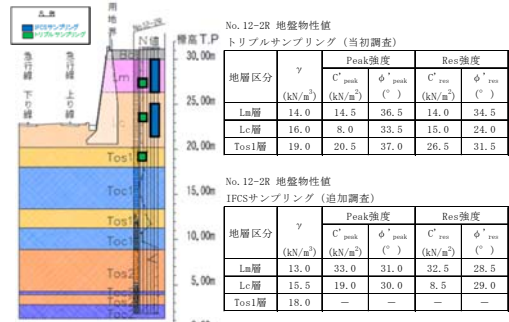 凡例
IFCSサンプリング
トリプルサンプリング
用地界
No.12-2R
N値
標高T.P
急行線
下り線
急行線
上り線
30,00m
25,00m
20,00m
15,00m
10,00m
5,00m
Lm
Lc
Tos1
Toc1
Tos1
Toc1
Tos2
Tos2
No.12-2R 地盤物性値
トリプルサンプリング（当初調査）
地層区分 γ (kN/m³) Peak強度 Res強度
C'peak (kN/m²) φ'peak (°) C'res (kN/m²) φ'res (°)
Lm層 14.0 14.5 36.5 14.0 34.5
Lc層 16.0 8.0 33.5 15.0 24.0
Tos1層 19.0 20.5 37.0 26.5 31.5
No.12-2R 地盤物性値
IFCSサンプリング（追加調査）
地層区分 γ (kN/m³) Peak強度 Res強度
C'peak (kN/m²) φ'peak (°) C'res (kN/m²) φ'res (°)
Lm層 13.0 33.0 31.0 32.5 28.5
Lc層 15.5 19.0 30.0 8.5 29.0
Tos1層 18.0 － － － －